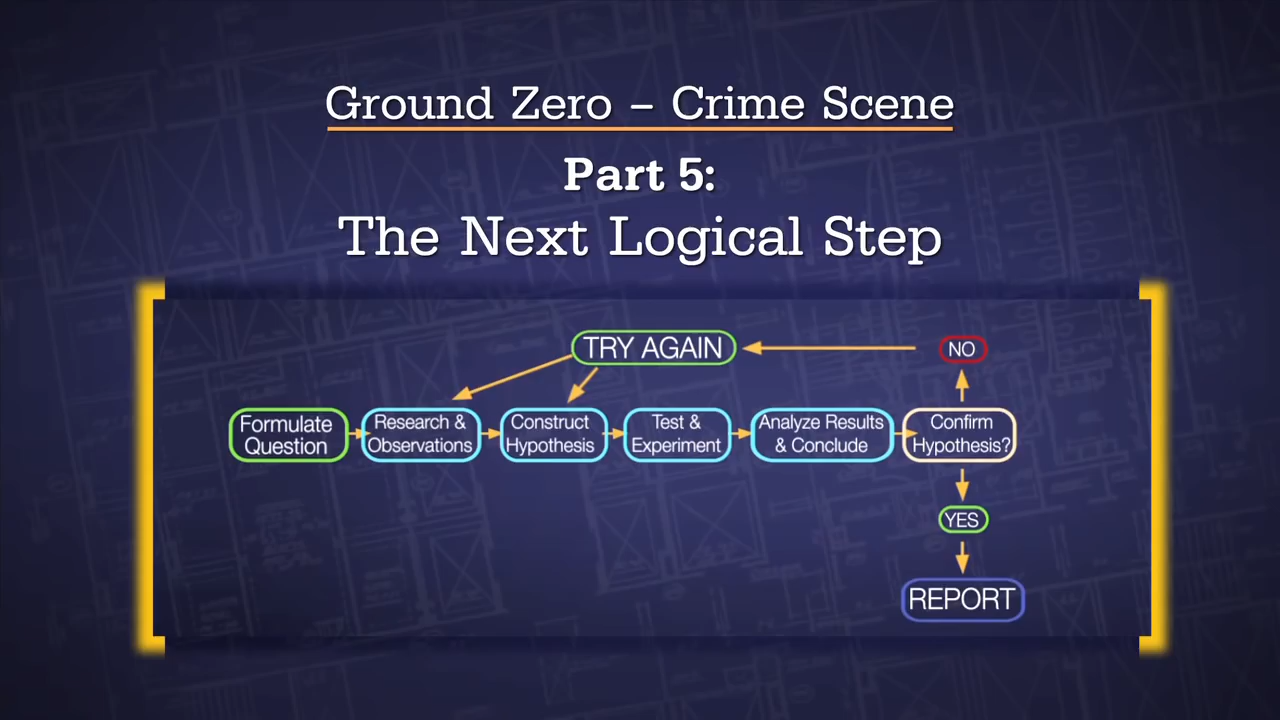 Ground Zero – Crime Scene
Part 5:
The Next Logical Step
TRY AGAIN
NO
Formulate
Question
Research &
Observations
Construct
Hypothesis
Test &
Experiment
Analyze Results
& Conclude
Confirm
Hypothesis?
YES
REPORT